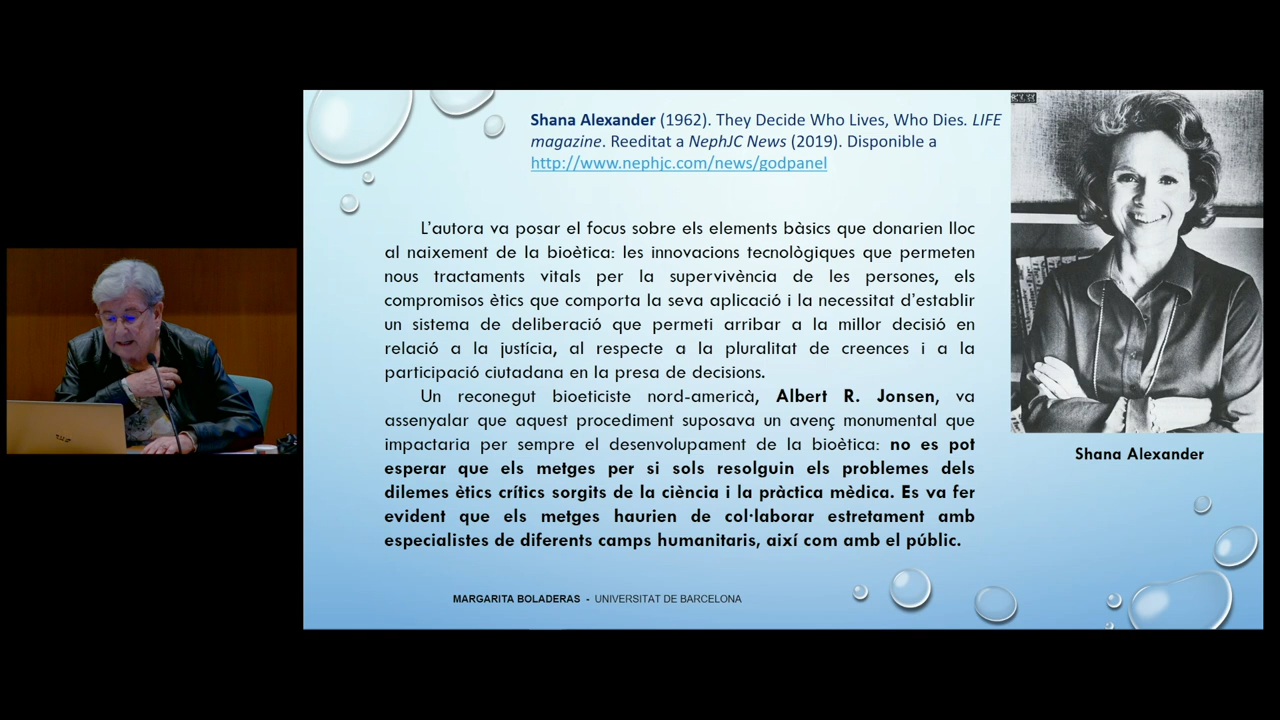 Shana Alexander (1962). They Decide Who Lives, Who Dies. LIFE
magazine. Reeditat a NephJC News (2019). Disponible a
http://www.nephjc.com/news/godpanel
L’autora va posar el focus sobre els elements bàsics que donarien lloc
al naixement de la bioètica: les innovacions tecnològiques que permeten
nous tractaments vitals per la supervivència de les persones, els
compromisos ètics que comporta la seva aplicació i la necessitat d’establir
un sistema de deliberació que permeti arribar a la millor decisió en
relació a la justícia, al respecte a la pluralitat de creences i a la
participació ciutadana en la presa de decisions.
Un reconegut bioeticiste nord-americà, Albert R. Jonsen, va
assenyalar que aquest procediment suposava un avenç monumental que
impactaria per sempre el desenvolupament de la bioètica: no es pot
esperar que els metges per si sols resolguin els problemes dels
dilemes ètics crítics sorgits de la ciència i la pràctica mèdica. Es va fer
evident que els metges haurien de col·laborar estretament amb
especialistes de diferents camps humanitaris, així com amb el públic.
Shana Alexander
MARGARITA BOLADERAS - UNIVERSITAT DE BARCELONA